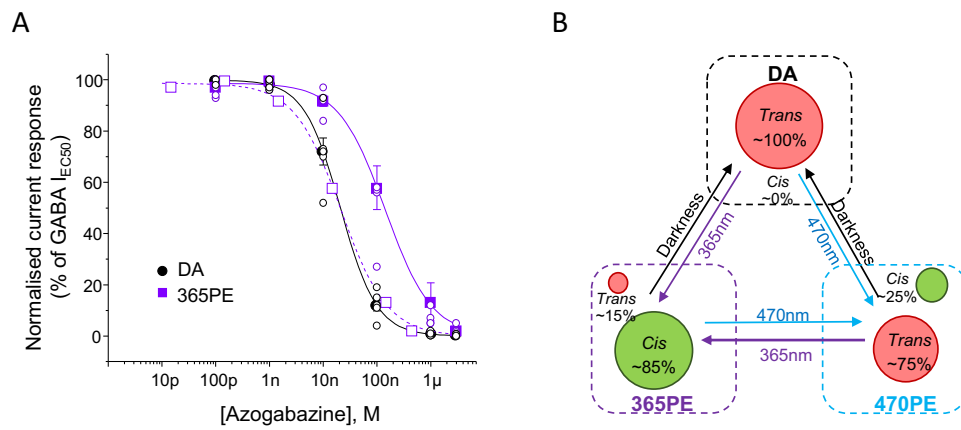 A
Normalised current response
(% of GABA I_EC50)
100
80
60
40
20
0
DA
365PE
10p 100p 1n 10n 100n 1µ
[Azogabazine], M
B
DA
Trans
~100%
Cis
~0%
Darkness
365nm
470nm
Darkness
Trans
~15%
Cis
~85%
365PE
470nm
365nm
Cis
~25%
Trans
~75%
470PE